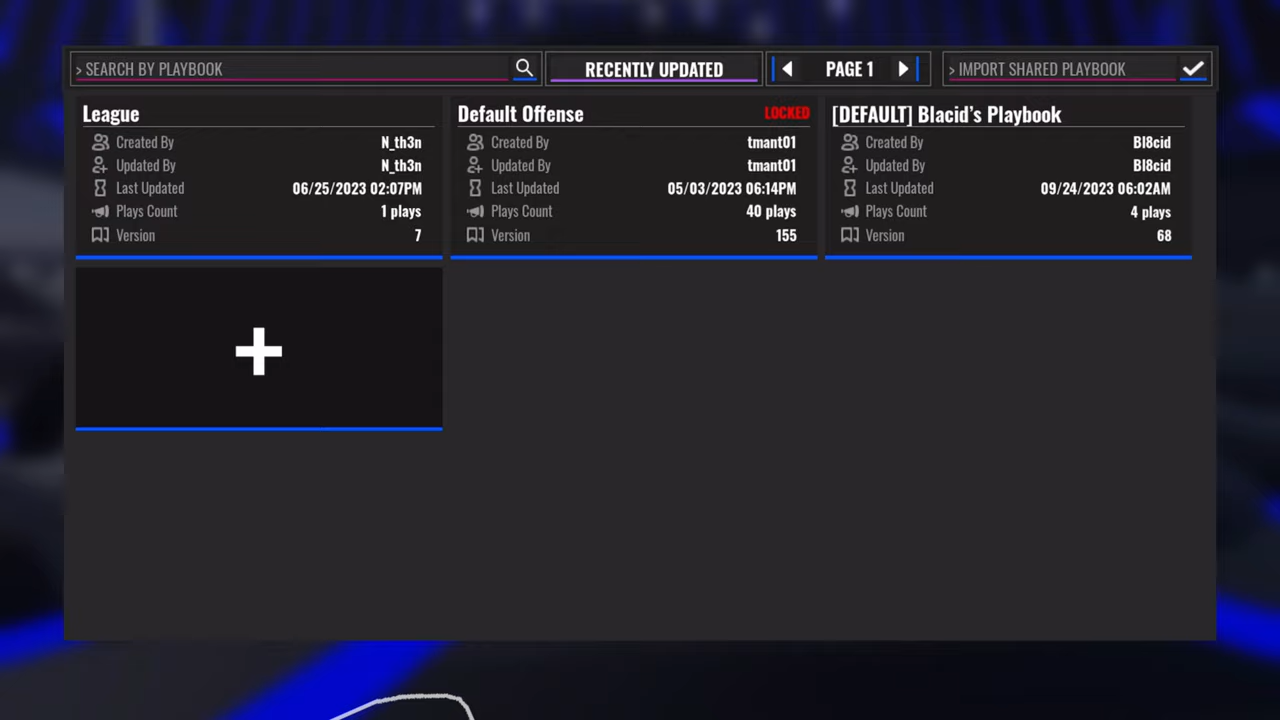 > SEARCH BY PLAYBOOK
RECENTLY UPDATED
PAGE 1
> IMPORT SHARED PLAYBOOK
League
Created By N_th3n
Updated By N_th3n
Last Updated 06/25/2023 02:07PM
Plays Count 1 plays
Version 7
Default Offense LOCKED
Created By tmant01
Updated By tmant01
Last Updated 05/03/2023 06:14PM
Plays Count 40 plays
Version 155
[DEFAULT] Blacid's Playbook
Created By Bl8cid
Updated By Bl8cid
Last Updated 09/24/2023 06:02AM
Plays Count 4 plays
Version 68